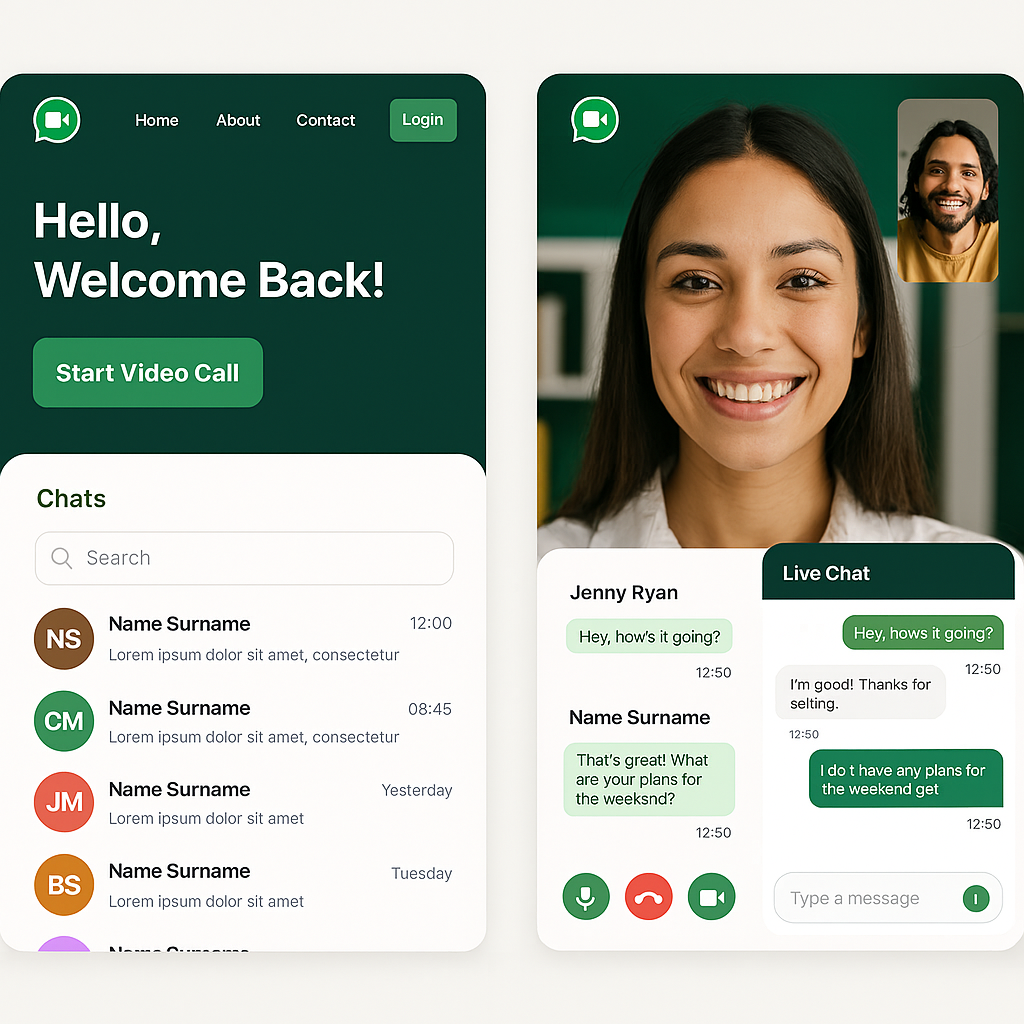 Home About Contact Login
Hello,
Welcome Back!
Start Video Call
Chats
Search
NS
Name Surname 12:00
Lorem ipsum dolor sit amet, consectetur
CM
Name Surname 08:45
Lorem ipsum dolor sit amet, consectetur
JM
Name Surname Yesterday
Lorem ipsum dolor sit amet
BS
Name Surname Tuesday
Lorem ipsum dolor sit amet
Jenny Ryan
Hey, how's it going?
12:50
Name Surname
That's great! What
are your plans for
the weeksnd?
12:50
Live Chat
Hey, hows it going?
12:50
I'm good! Thanks for
selting.
12:50
I do t have any plans for
the weekend get
12:50
Type a message